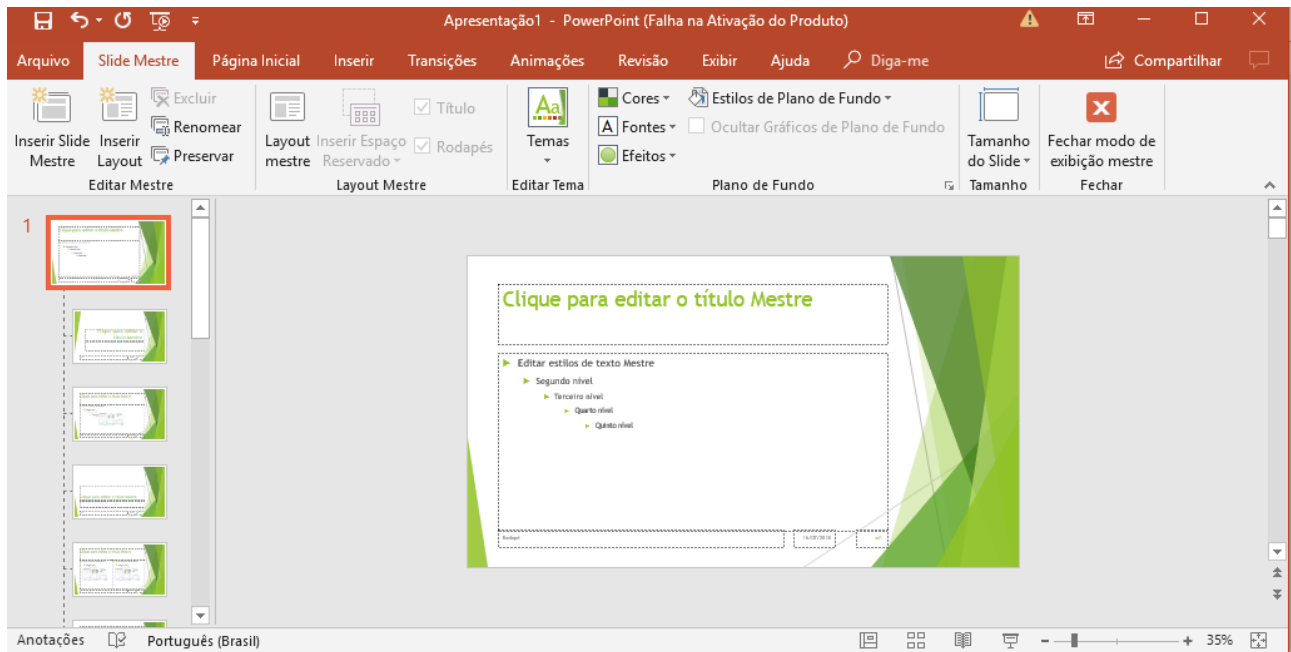 Apresentação1 - PowerPoint (Falha na Ativação do Produto)
Arquivo Slide Mestre Página Inicial Inserir Transições Animações Revisão Exibir Ajuda Diga-me Compartilhar
Inserir Slide Mestre
Inserir Layout
Excluir
Renomear
Preservar
Editar Mestre
Layout mestre
Inserir Espaço Reservado
Título
Rodapés
Layout Mestre
Aa
Temas
Editar Tema
Cores
A Fontes
Efeitos
Estilos de Plano de Fundo
Ocultar Gráficos de Plano de Fundo
Plano de Fundo
Tamanho do Slide
Tamanho
Fechar modo de exibição mestre
Fechar
1
Clique para editar o título Mestre
Editar estilos de texto Mestre
Segundo nível
Terceiro nível
Quarto nível
Quinto nível
Rodapé
Anotações Português (Brasil) 35%